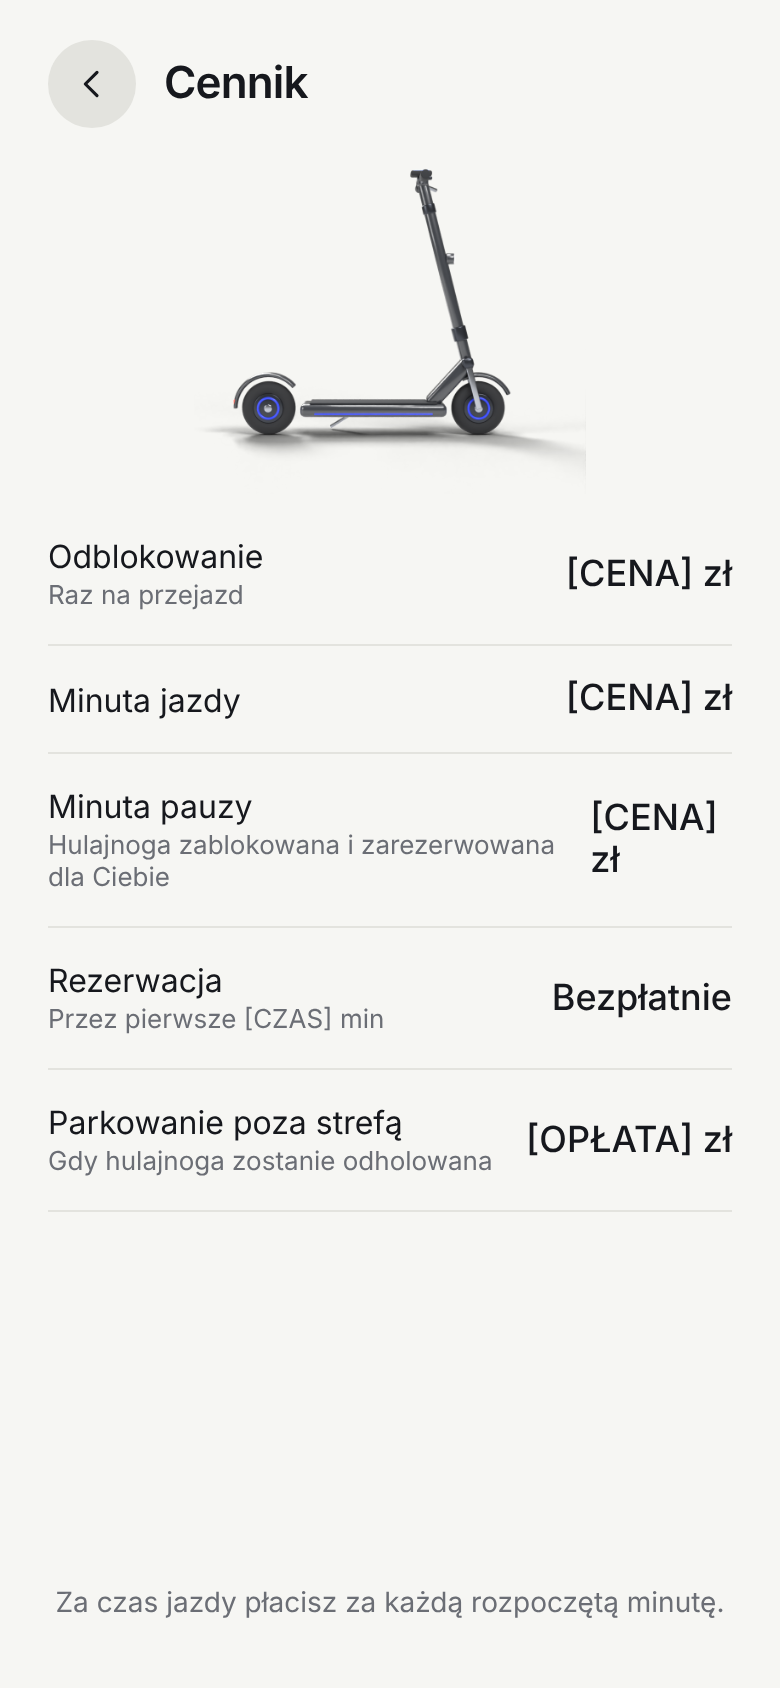 Cennik
Odblokowanie
Raz na przejazd
[CENA] zł
Minuta jazdy
[CENA] zł
Minuta pauzy
Hulajnoga zablokowana i zarezerwowana
dla Ciebie
[CENA]
zł
Rezerwacja
Przez pierwsze [CZAS] min
Bezpłatnie
Parkowanie poza strefą
Gdy hulajnoga zostanie odholowana
[OPŁATA] zł
Za czas jazdy płacisz za każdą rozpoczętą minutę.